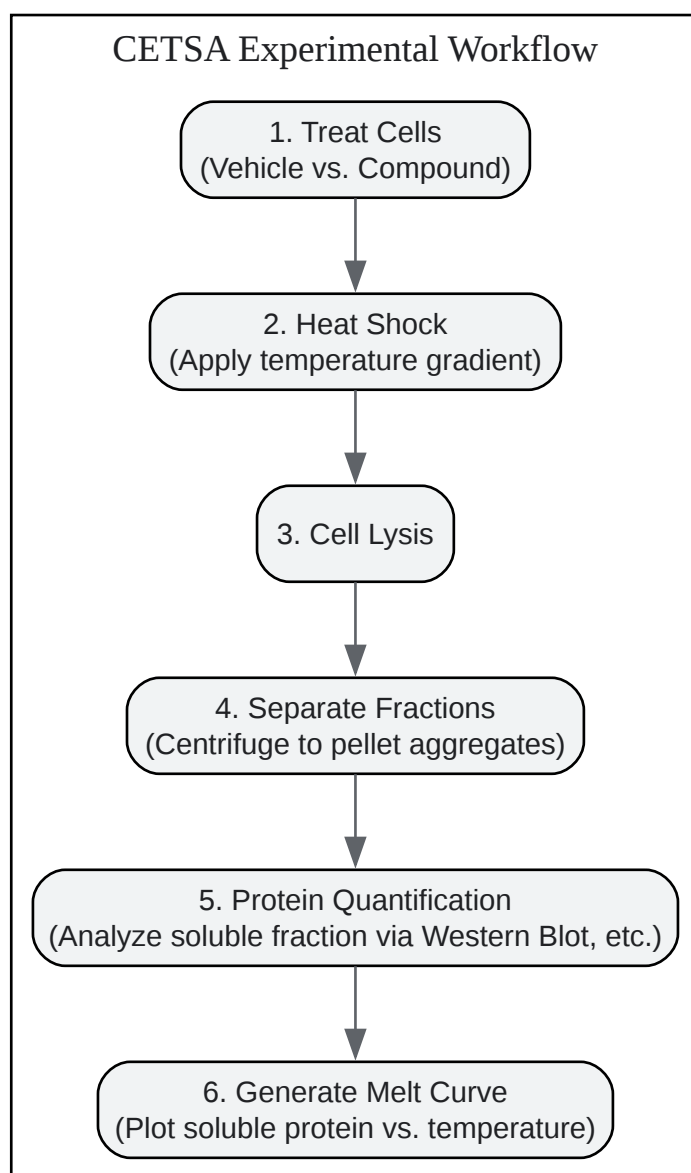 CETSA Experimental Workflow
1. Treat Cells
(Vehicle vs. Compound)
2. Heat Shock
(Apply temperature gradient)
3. Cell Lysis
4. Separate Fractions
(Centrifuge to pellet aggregates)
5. Protein Quantification
(Analyze soluble fraction via Western Blot, etc.)
6. Generate Melt Curve
(Plot soluble protein vs. temperature)